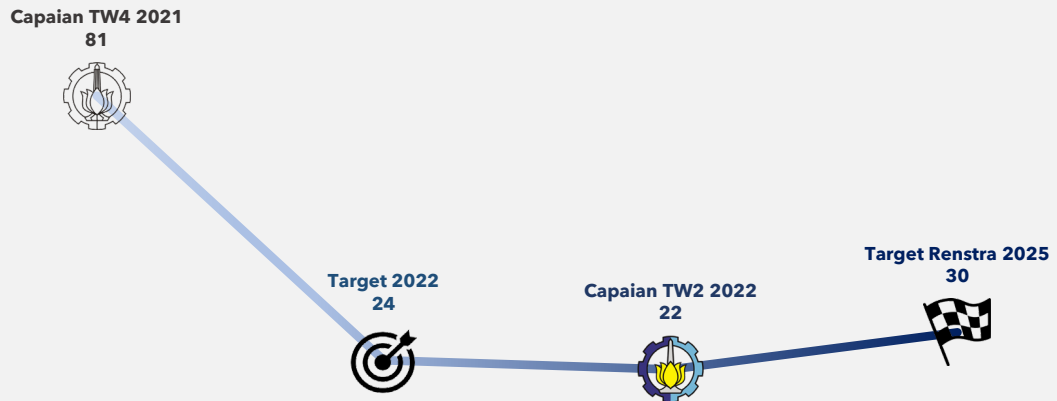 Capaian TW4 2021
81
Target 2022
24
Capaian TW2 2022
22
Target Renstra 2025
30